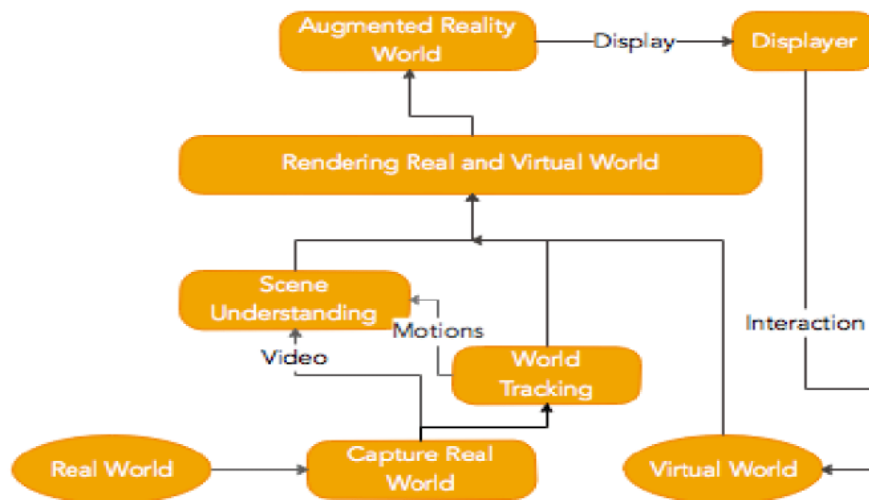 Augmented Reality
World
Display
Displayer
Rendering Real and Virtual World
Scene
Understanding
Motions
Interaction
Video
World
Tracking
Real World
Capture Real
World
Virtual World